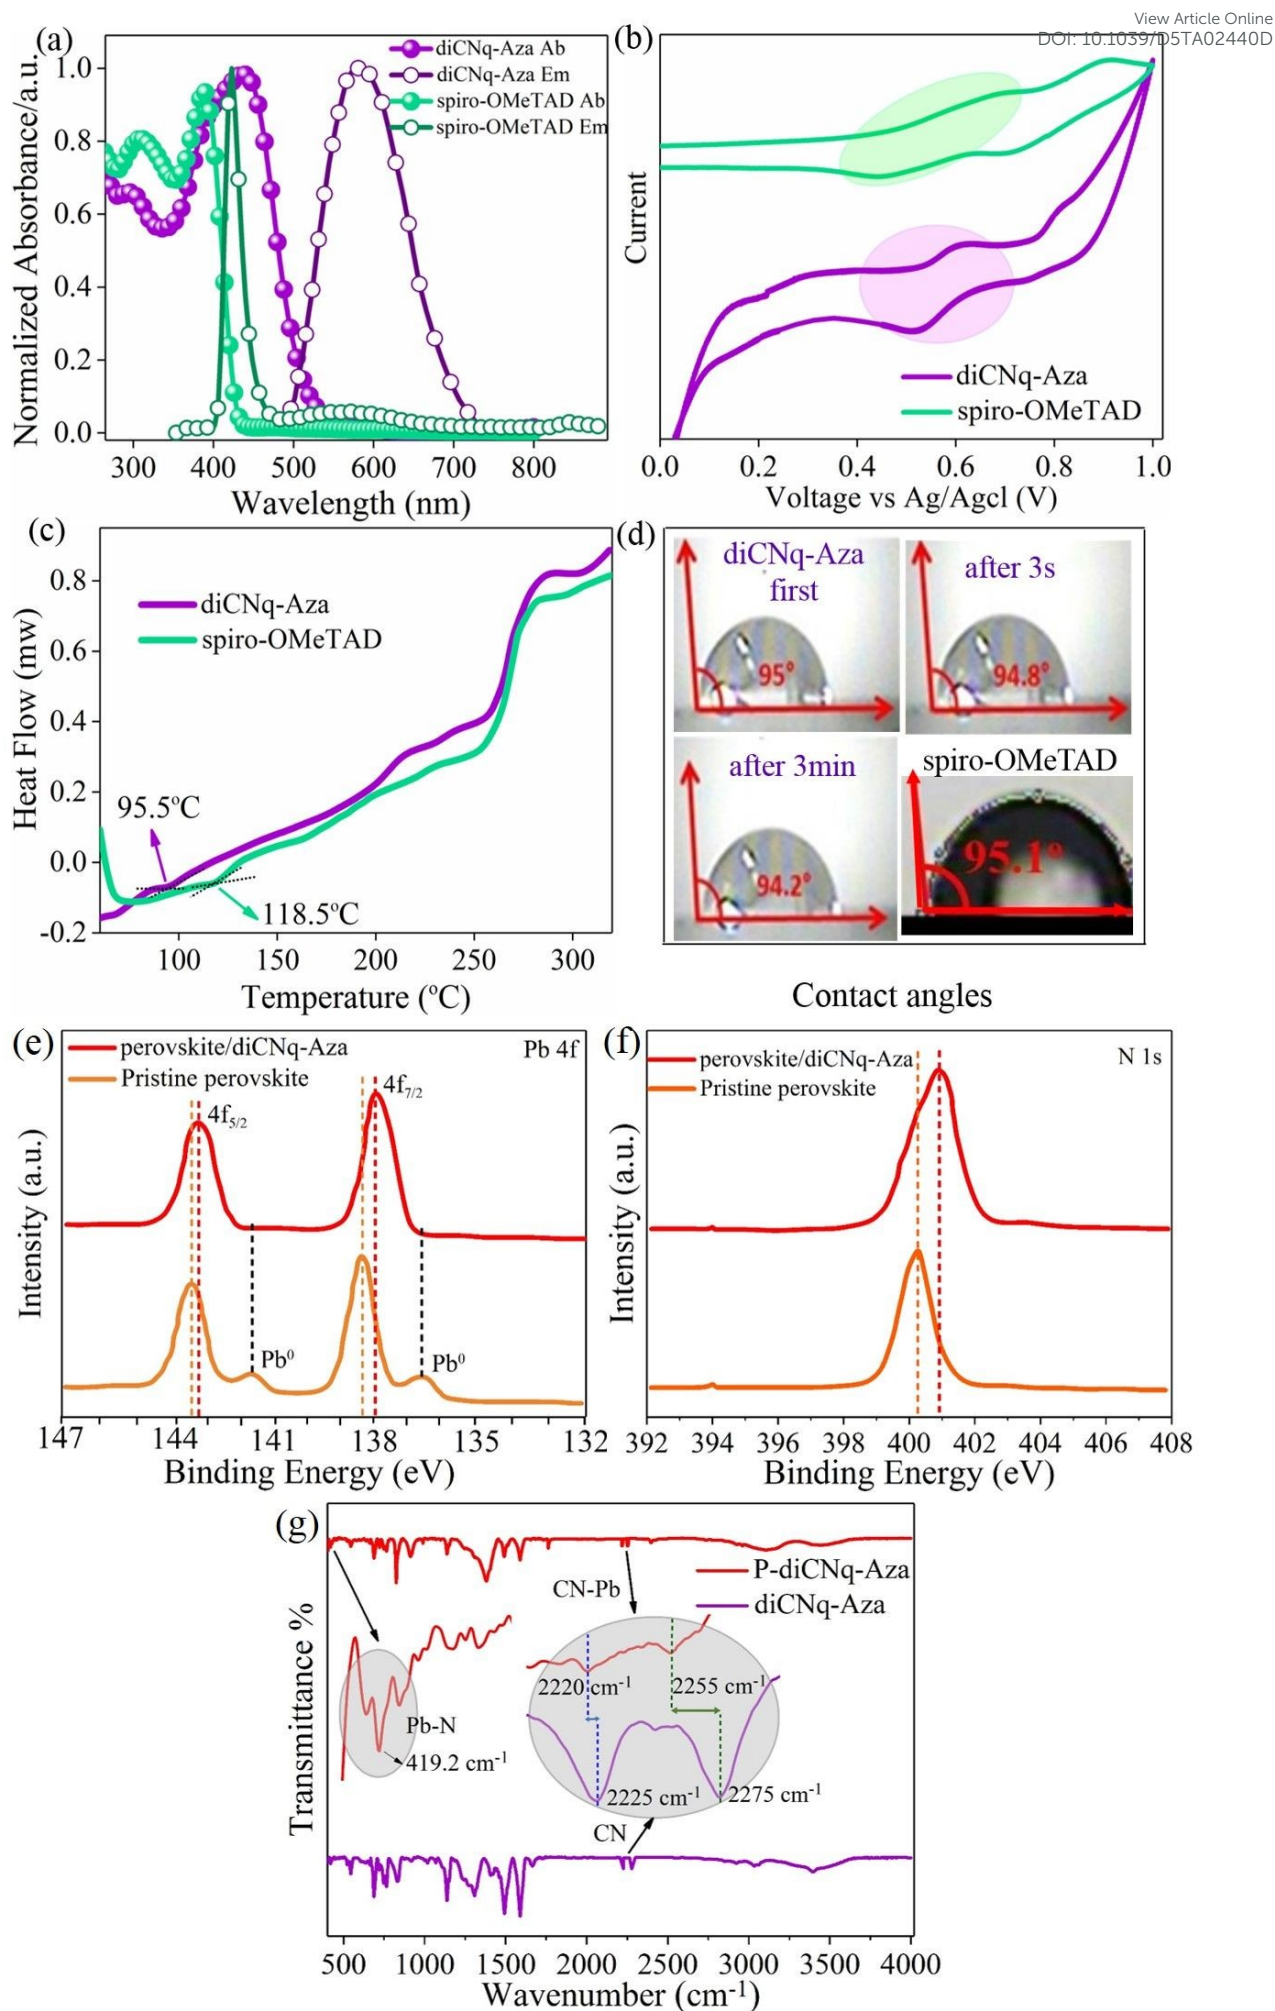 View Article Online
DOI: 10.1039/D5TA02440D
(a)
diCNq-Aza Ab
diCNq-Aza Em
spiro-OMeTAD Ab
spiro-OMeTAD Em
Normalized Absorbance/a.u.
1.0
0.8
0.6
0.4
0.2
0.0
300 400 500 600 700 800
Wavelength (nm)
(b)
Current
diCNq-Aza
spiro-OMeTAD
0.0 0.2 0.4 0.6 0.8 1.0
Voltage vs Ag/Agcl (V)
(c)
diCNq-Aza
spiro-OMeTAD
Heat Flow (mw)
0.8
0.6
0.4
0.2
0.0
-0.2
95.5°C
118.5°C
100 150 200 250 300
Temperature (°C)
(d)
diCNq-Aza
first
95°
after 3s
94.8°
after 3min
94.2°
spiro-OMeTAD
95.1°
Contact angles
(e)
perovskite/diCNq-Aza
Pristine perovskite
Pb 4f
4f5/2
4f7/2
Pb⁰
Pb⁰
Intensity (a.u.)
147 144 141 138 135 132
Binding Energy (eV)
(f)
perovskite/diCNq-Aza
Pristine perovskite
N 1s
Intensity (a.u.)
392 394 396 398 400 402 404 406 408
Binding Energy (eV)
(g)
P-diCNq-Aza
diCNq-Aza
CN-Pb
2220 cm⁻¹
2255 cm⁻¹
Pb-N
419.2 cm⁻¹
2225 cm⁻¹
2275 cm⁻¹
CN
Transmittance %
500 1000 2000 2500 3000 3500 4000
Wavenumber (cm⁻¹)